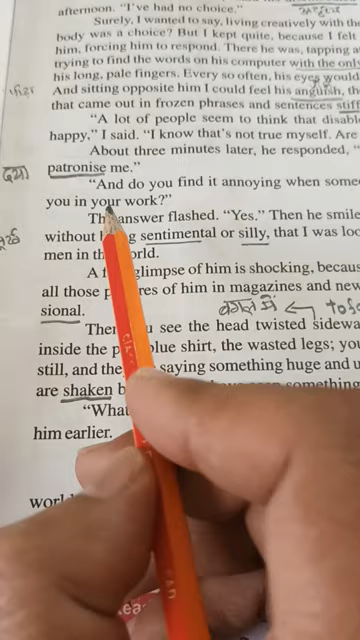 afternoon. "I've had no choice."
Surely, I wanted to say, living creatively with th
body was a choice? But I kept quite, because I felt
him, forcing him to respond. There he was, tapping a
trying to find the words on his computer with the only
his long, pale fingers. Every so often, his eyes would
And sitting opposite him I could feel his anguish, th
that came out in frozen phrases and sentences stiff
"A lot of people seem to think that disabl
happy," I said. "I know that's not true myself. Are
About three minutes later, he responded, "
patronise me."
"And do you find it annoying when some
you in your work?"
The answer flashed. "Yes." Then he smile
without sentimental or silly, that I was loo
men in the world.
A glimpse of him is shocking, becaus
all those of him in magazines and new
sional.
see the head twisted sidewa
inside the blue shirt, the wasted legs; you
still, and the saying something huge and u
are shaken something
"What
him earlier.